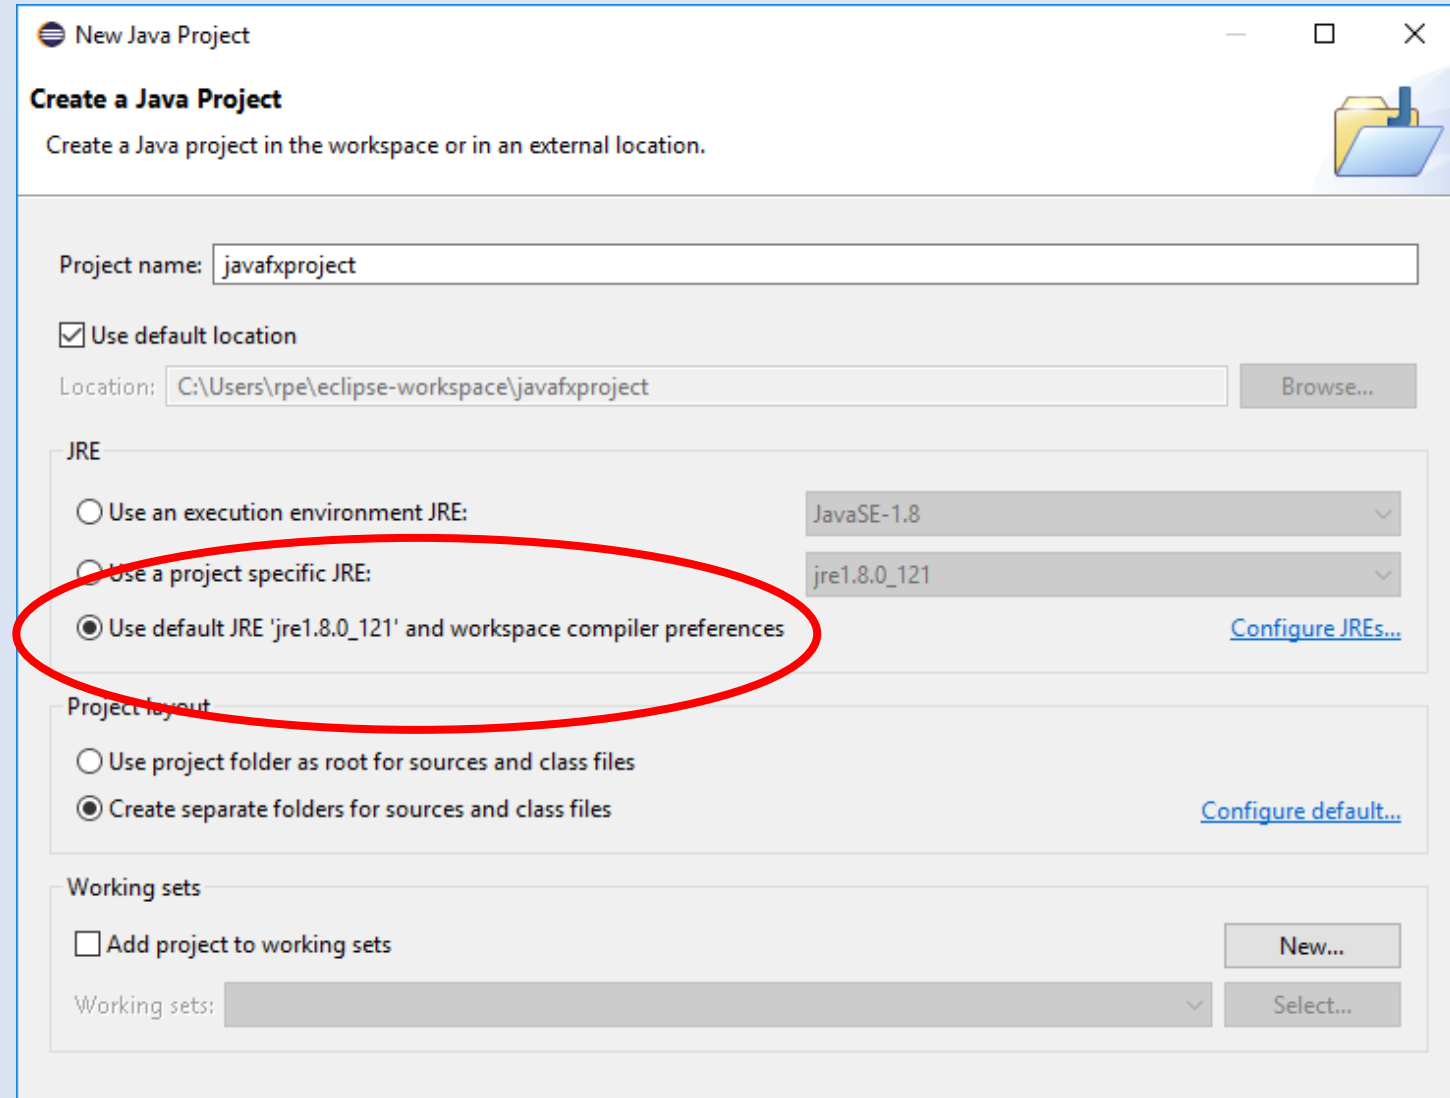 New Java Project
Create a Java Project
Create a Java project in the workspace or in an external location.
Project name: javafxproject
Use default location
Location: C:\Users\rpe\eclipse-workspace\javafxproject Browse...
JRE
Use an execution environment JRE: JavaSE-1.8
Use a project specific JRE: jre1.8.0_121
Use default JRE 'jre1.8.0_121' and workspace compiler preferences Configure JREs...
Project layout
Use project folder as root for sources and class files
Create separate folders for sources and class files Configure default...
Working sets
Add project to working sets New...
Working sets: Select...